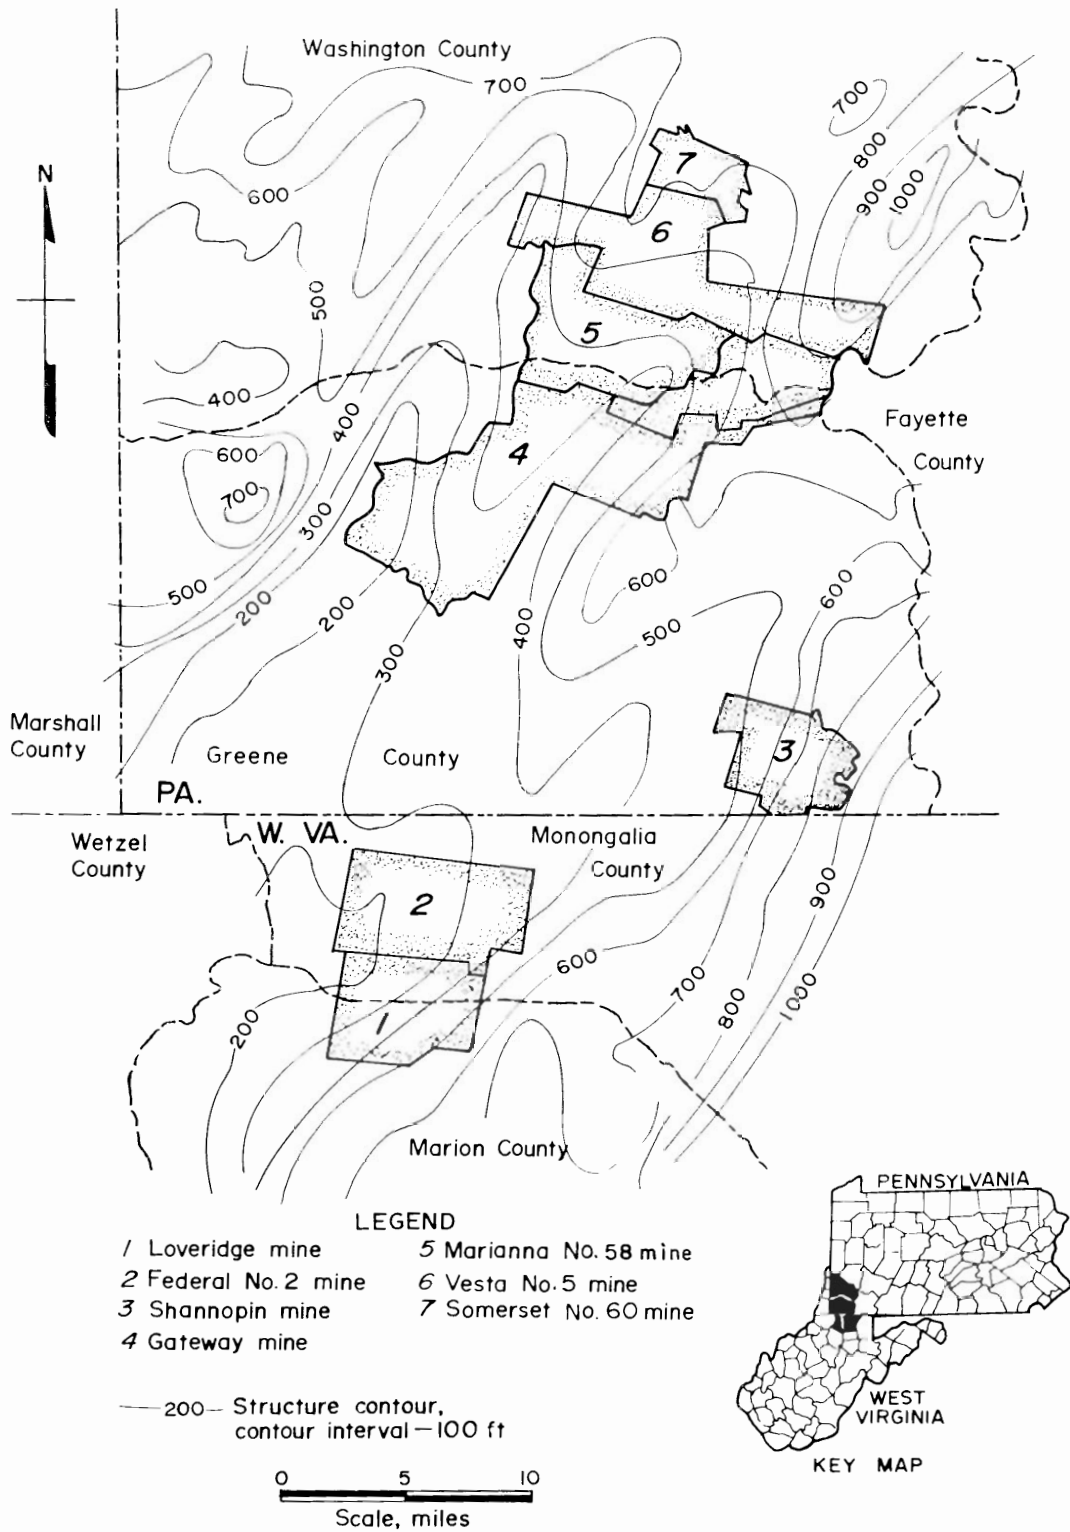 Washington County
700
700
800
N
7
900
1000
600
6
500
5
400
400
Fayette
County
600
4
700
300
500
200
200
600
600
400
500
300
Marshall
County
Greene County
3
PA.
W. VA.
Wetzel
County
Monongalia
County
2
900
600
700
800
1000
200
1
Marion County
LEGEND
1 Loveridge mine
2 Federal No. 2 mine
3 Shannopin mine
4 Gateway mine
5 Marianna No. 58 mine
6 Vesta No. 5 mine
7 Somerset No. 60 mine
—200— Structure contour,
contour interval — 100 ft
0 5 10
Scale, miles
PENNSYLVANIA
WEST
VIRGINIA
KEY MAP